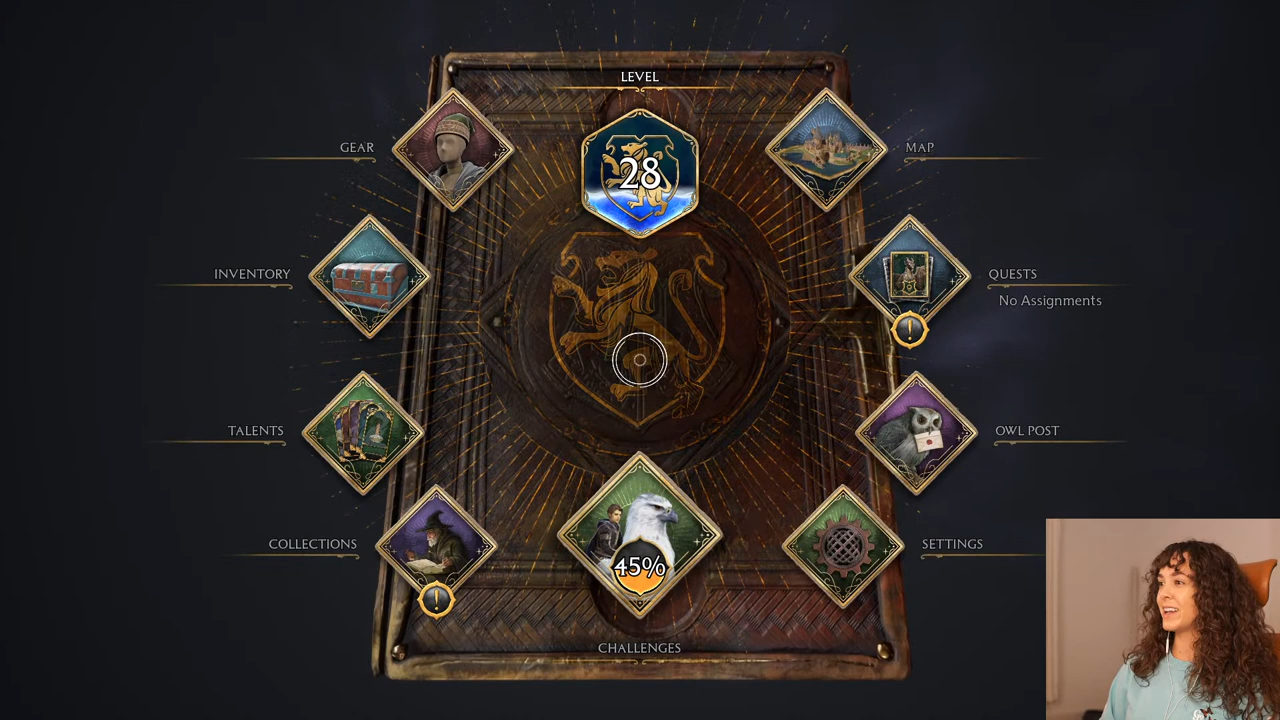 LEVEL
28
GEAR
MAP
INVENTORY
QUESTS
No Assignments
!
TALENTS
OWL POST
COLLECTIONS
!
45%
SETTINGS
CHALLENGES